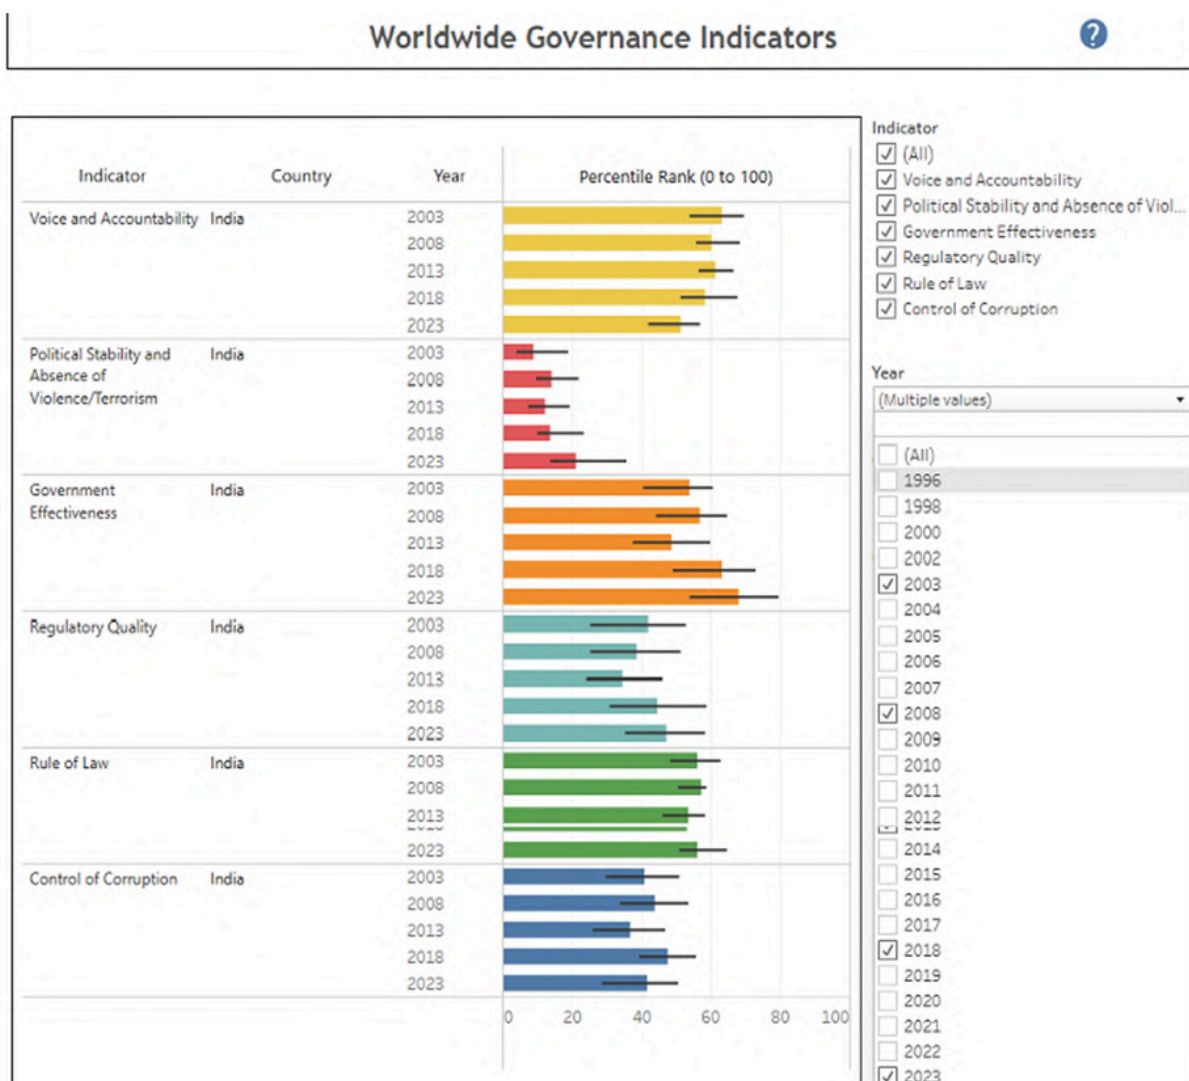 Worldwide Governance Indicators
?
Indicator Country Year Percentile Rank (0 to 100)
Voice and Accountability India 2003
2008
2013
2018
2023
Political Stability and India 2003
Absence of 2008
Violence/Terrorism 2013
2018
2023
Government India 2003
Effectiveness 2008
2013
2018
2023
Regulatory Quality India 2003
2008
2013
2018
2023
Rule of Law India 2003
2008
2013
2023
Control of Corruption India 2003
2008
2013
2018
2023
0 20 40 60 80 100
Indicator
(All)
Voice and Accountability
Political Stability and Absence of Viol...
Government Effectiveness
Regulatory Quality
Rule of Law
Control of Corruption
Year
(Multiple values)
(All)
1996
1998
2000
2002
2003
2004
2005
2006
2007
2008
2009
2010
2011
2012
2014
2015
2016
2017
2018
2019
2020
2021
2022
2023